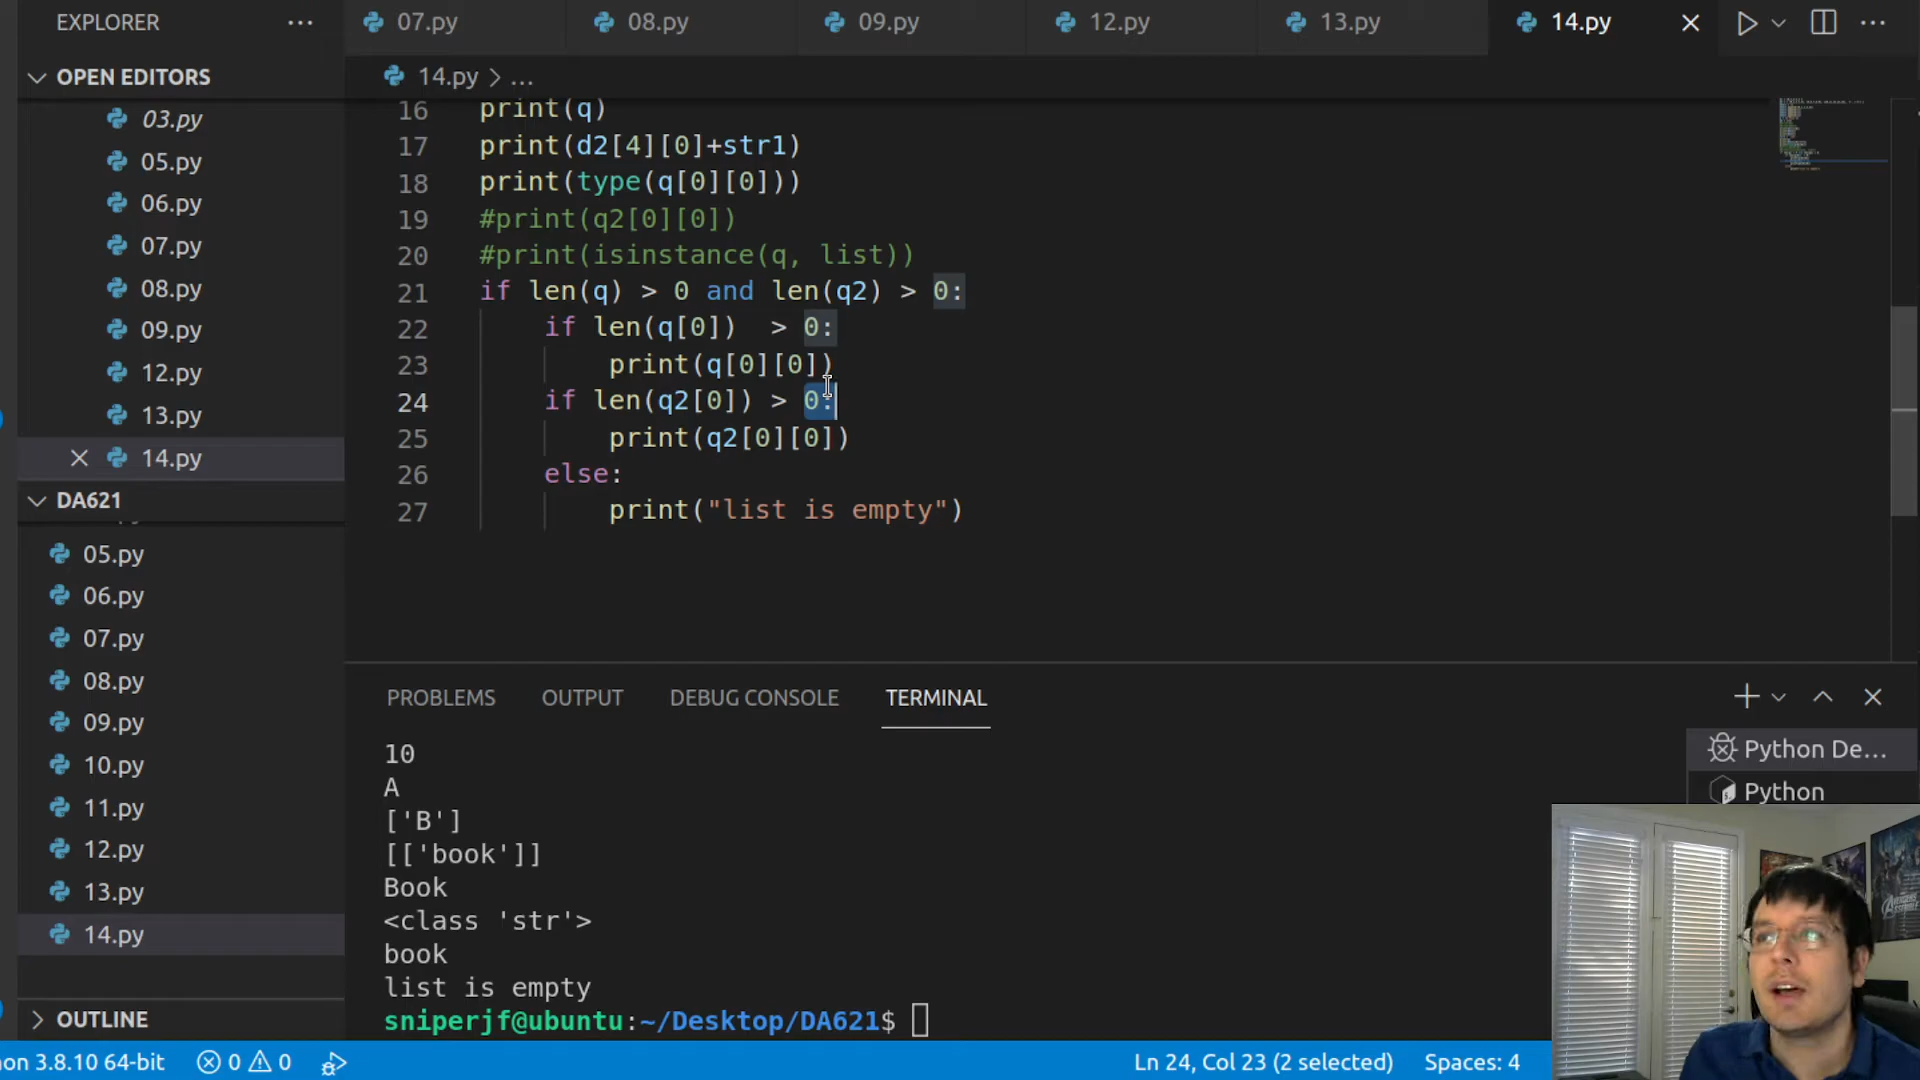 EXPLORER ...
07.py 08.py 09.py 12.py 13.py 14.py
OPEN EDITORS
03.py
05.py
06.py
07.py
08.py
09.py
12.py
13.py
14.py
DA621
05.py
06.py
07.py
08.py
09.py
10.py
11.py
12.py
13.py
14.py
OUTLINE
14.py > ...
16 print(q)
17 print(d2[4][0]+str1)
18 print(type(q[0][0]))
19 #print(q2[0][0])
20 #print(isinstance(q, list))
21 if len(q) > 0 and len(q2) > 0:
22 if len(q[0])  > 0:
23 print(q[0][0])
24 if len(q2[0]) > 0:
25 print(q2[0][0])
26 else:
27 print("list is empty")
PROBLEMS OUTPUT DEBUG CONSOLE TERMINAL
10
A
['B']
[['book']]
Book
<class 'str'>
book
list is empty
sniperjf@ubuntu:~/Desktop/DA621$
Python De...
Python
on 3.8.10 64-bit 0 0 Ln 24, Col 23 (2 selected) Spaces: 4